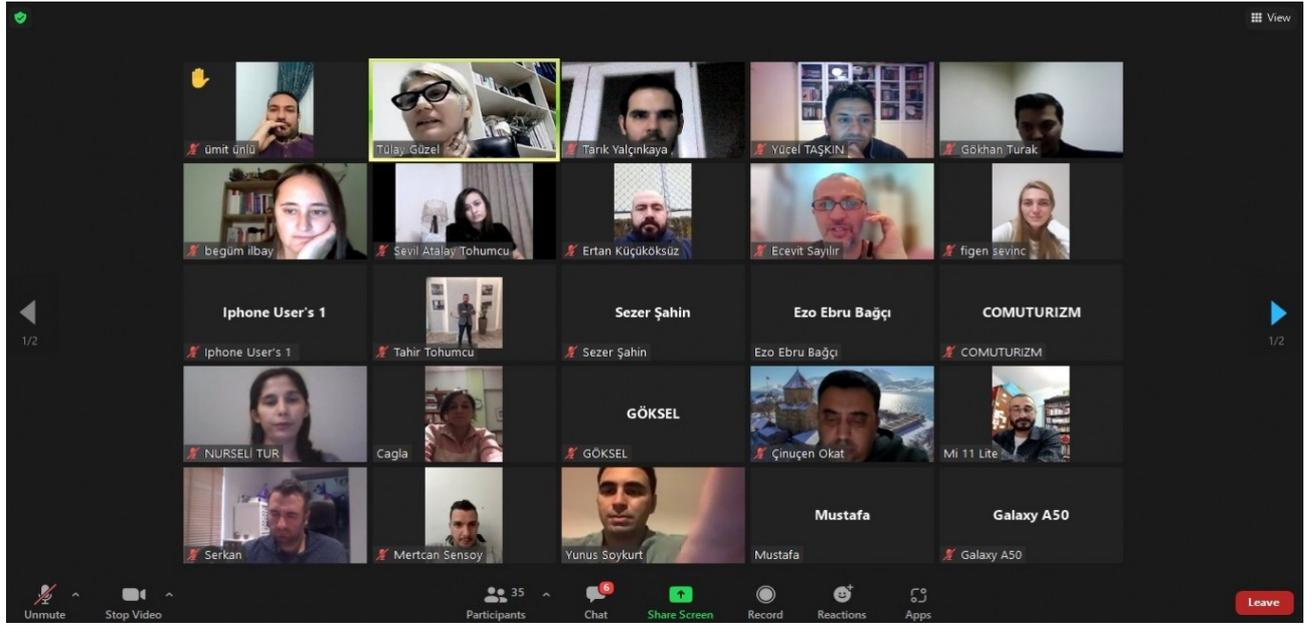 View
ümit ünlü
Tülay Güzel
Tarık Yalçınkaya
Yücel TAŞKIN
Gökhan Turak
begüm ilbay
Sevil Atalay Tohumcu
Ertan Küçüköksüz
Ecevit Sayılır
figen sevinc
Iphone User's 1
Iphone User's 1
Tahir Tohumcu
Sezer Şahin
Sezer Şahin
Ezo Ebru Bağçı
Ezo Ebru Bağçı
COMUTURIZM
COMUTURIZM
1/2
1/2
NURSELİ TUR
Cagla
GÖKSEL
GÖKSEL
Çinuçen Okat
Mi 11 Lite
Serkan
Mertcan Sensoy
Yunus Soykurt
Mustafa
Mustafa
Galaxy A50
Galaxy A50
Unmute
Stop Video
35
Participants
6
Chat
Share Screen
Record
Reactions
Apps
Leave